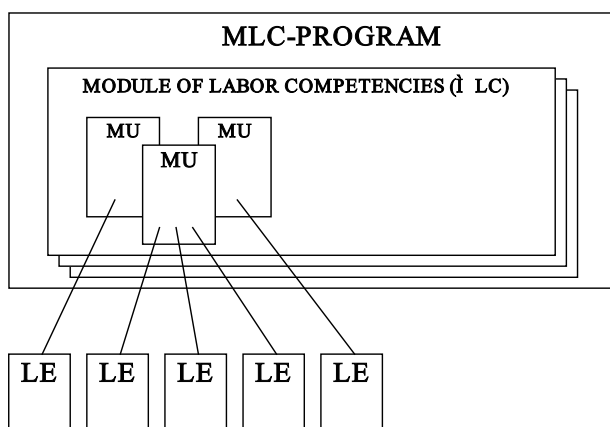 MLC-PROGRAM
MODULE OF LABOR COMPETENCIES (Ì LC)
MU
MU
MU
LE LE LE LE LE